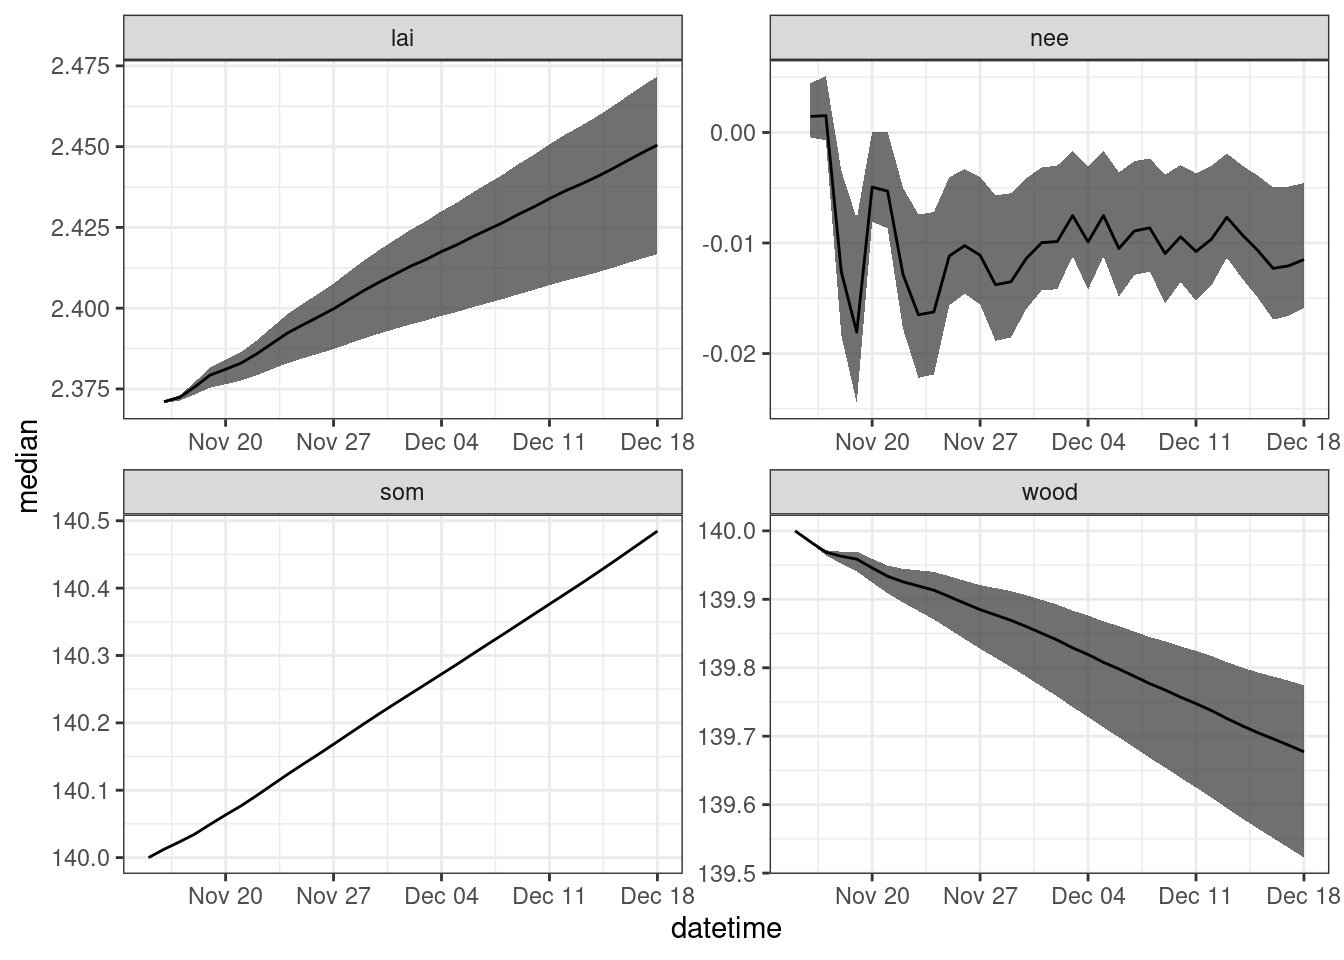 lai
nee
2.475
2.450
2.425
2.400
2.375
0.00
-0.01
-0.02
Nov 20 Nov 27 Dec 04 Dec 11 Dec 18
Nov 20 Nov 27 Dec 04 Dec 11 Dec 18
median
som
wood
140.5
140.4
140.3
140.2
140.1
140.0
140.0
139.9
139.8
139.7
139.6
139.5
Nov 20 Nov 27 Dec 04 Dec 11 Dec 18
Nov 20 Nov 27 Dec 04 Dec 11 Dec 18
datetime